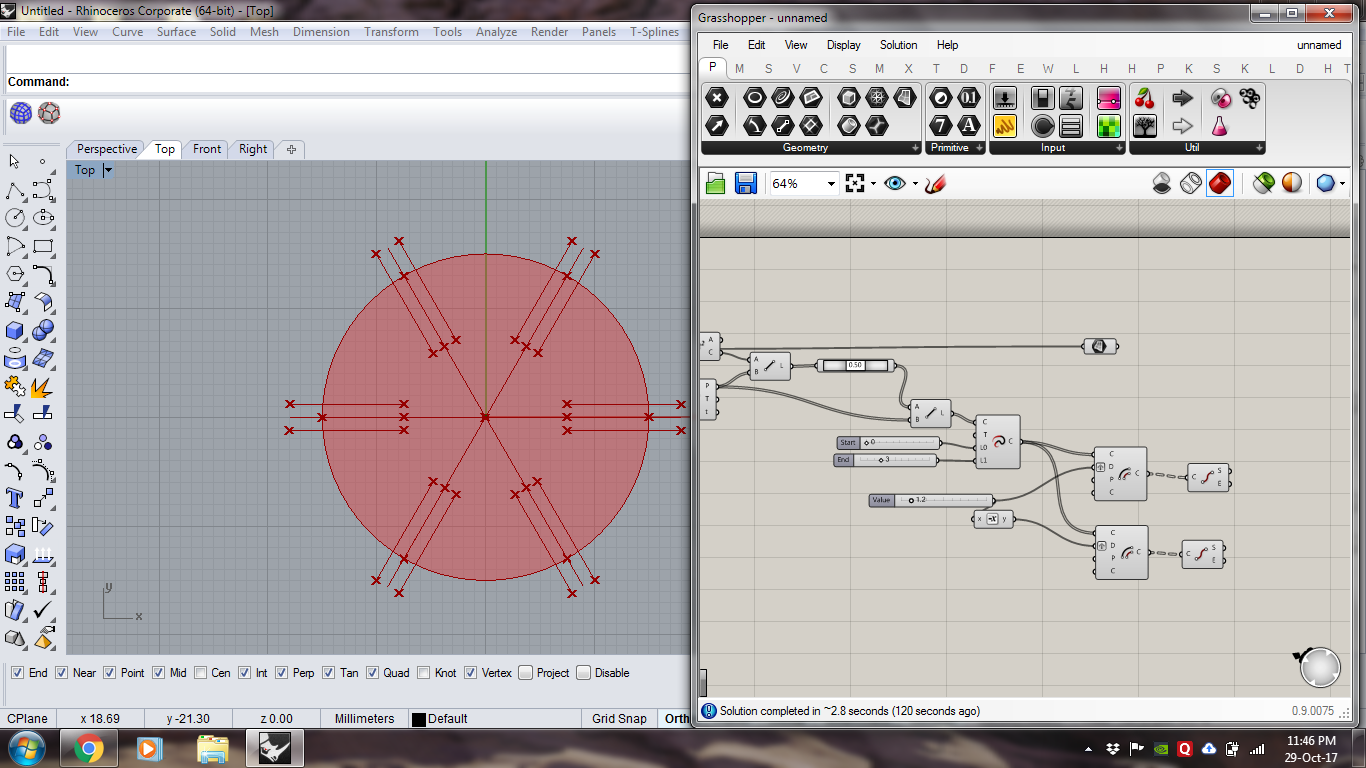 Untitled - Rhinoceros Corporate (64-bit) - [Top]
File Edit View Curve Surface Solid Mesh Dimension Transform Tools Analyze Render Panels T-Splines
Command:
Perspective Top Front Right
Top
y
x
End Near Point Mid Cen Int Perp Tan Quad Knot Vertex Project Disable
CPlane x 18.69 y -21.30 z 0.00 Millimeters Default Grid Snap Orth
Grasshopper - unnamed
File Edit View Display Solution Help unnamed
P M S V C S M X T D F E W L H H P K S K L D H T
0.1
7 A
Geometry Primitive Input Util
64%
A
C
A
B L
0.50
P
T
t
A
B L
C
T
L0
L1 C
Start 0
End 3
Value 1.2
x -x y
C
D
P
C C
C S
E
C
D
P
C C
C S
E
Solution completed in ~2.8 seconds (120 seconds ago) 0.9.0075
11:46 PM
29-Oct-17